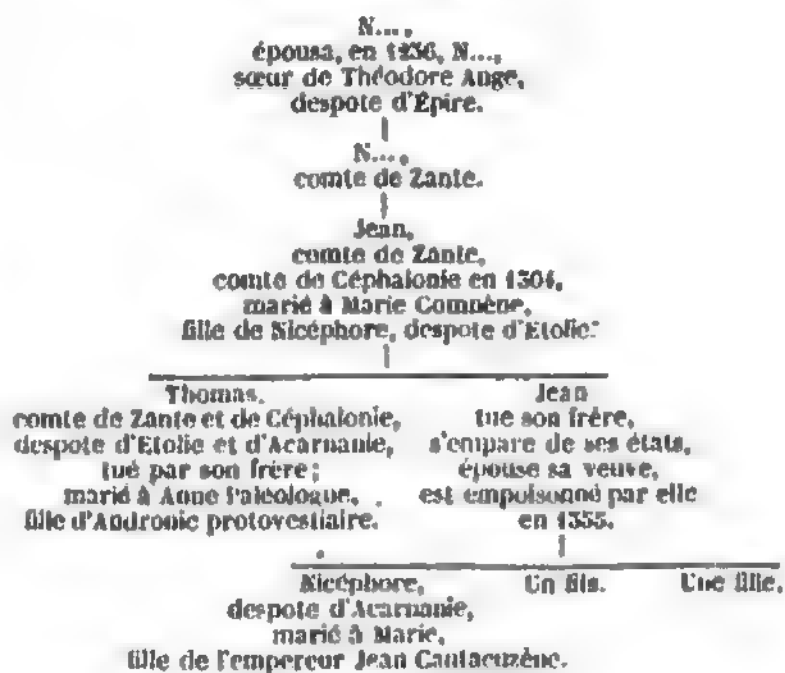 N...,
épousa, en 1236, N...,
sœur de Théodore Ange,
despote d'Épire.
N...,
comte de Zante.
Jean,
comte de Zante,
comte de Céphalonie en 1304,
marié à Marie Comnène,
fille de Nicéphore, despote d'Etolie.
Thomas.
comte de Zante et de Céphalonie,
despote d'Etolie et d'Acarnanie,
tué par son frère;
marié à Anne Paléologue,
fille d'Andronic protovestiaire.
Jean
tue son frère,
s'empare de ses états,
épouse sa veuve,
est empoisonné par elle
en 1355.
Nicéphore,
despote d'Acarnanie,
marié à Marie,
fille de l'empereur Jean Cantacuzène.
Un fils.
Une fille.